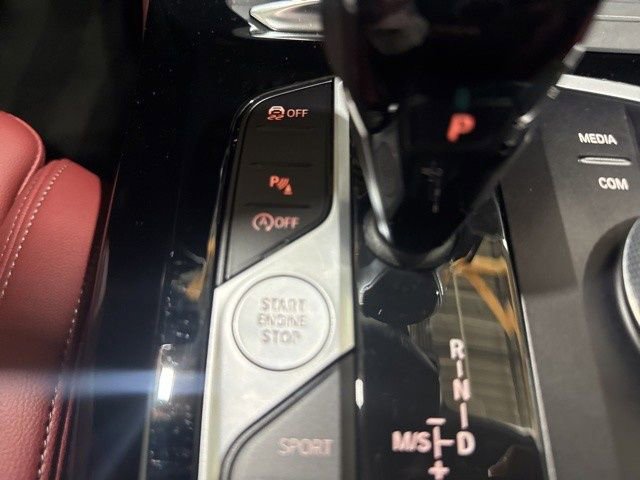 OFF
P
P
OFF
START
ENGINE
STOP
SPORT
MEDIA
COM
R
N
M/S D
+